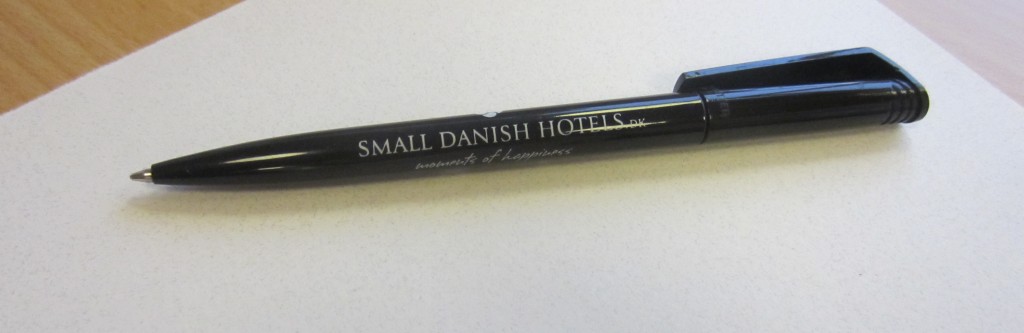 SMALL DANISH HOTELS.DK
moments of happiness